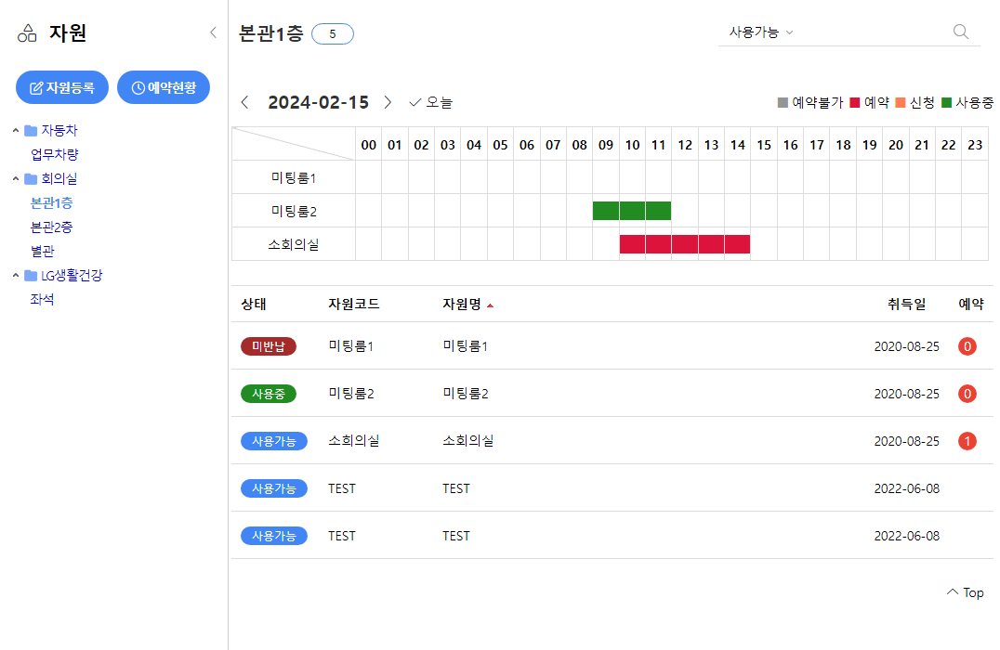 자원
자원등록 예약현황
자동차
업무차량
회의실
본관1층
본관2층
별관
LG생활건강
좌석
본관1층 5
사용가능
2024-02-15 오늘
예약불가 예약 신청 사용중
00 01 02 03 04 05 06 07 08 09 10 11 12 13 14 15 16 17 18 19 20 21 22 23
미팅룸1
미팅룸2
소회의실
상태 자원코드 자원명 취득일 예약
미반납 미팅룸1 미팅룸1 2020-08-25 0
사용중 미팅룸2 미팅룸2 2020-08-25 0
사용가능 소회의실 소회의실 2020-08-25 1
사용가능 TEST TEST 2022-06-08
사용가능 TEST TEST 2022-06-08
Top